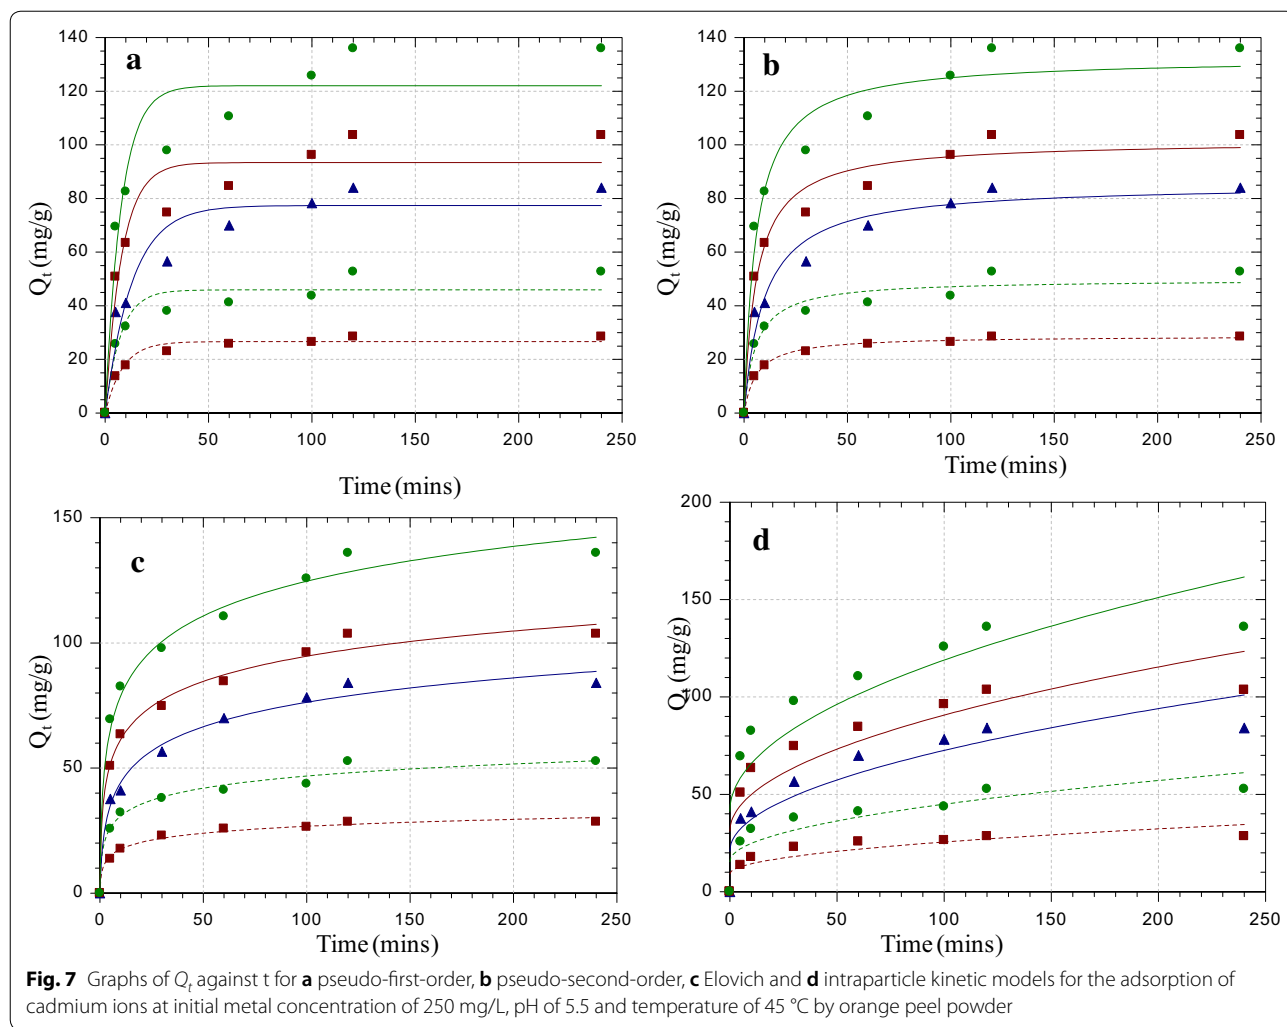 a
140
120
100
80
60
40
20
0
Qt (mg/g)
0 50 100 150 200 250
Time (mins)
b
140
120
100
80
60
40
20
0
Qt (mg/g)
0 50 100 150 200 250
Time (mins)
c
150
100
50
0
Qt (mg/g)
0 50 100 150 200 250
Time (mins)
d
200
150
100
50
0
Qt (mg/g)
0 50 100 150 200 250
Time (mins)
Fig. 7 Graphs of Qt against t for a pseudo-first-order, b pseudo-second-order, c Elovich and d intraparticle kinetic models for the adsorption of
cadmium ions at initial metal concentration of 250 mg/L, pH of 5.5 and temperature of 45 °C by orange peel powder